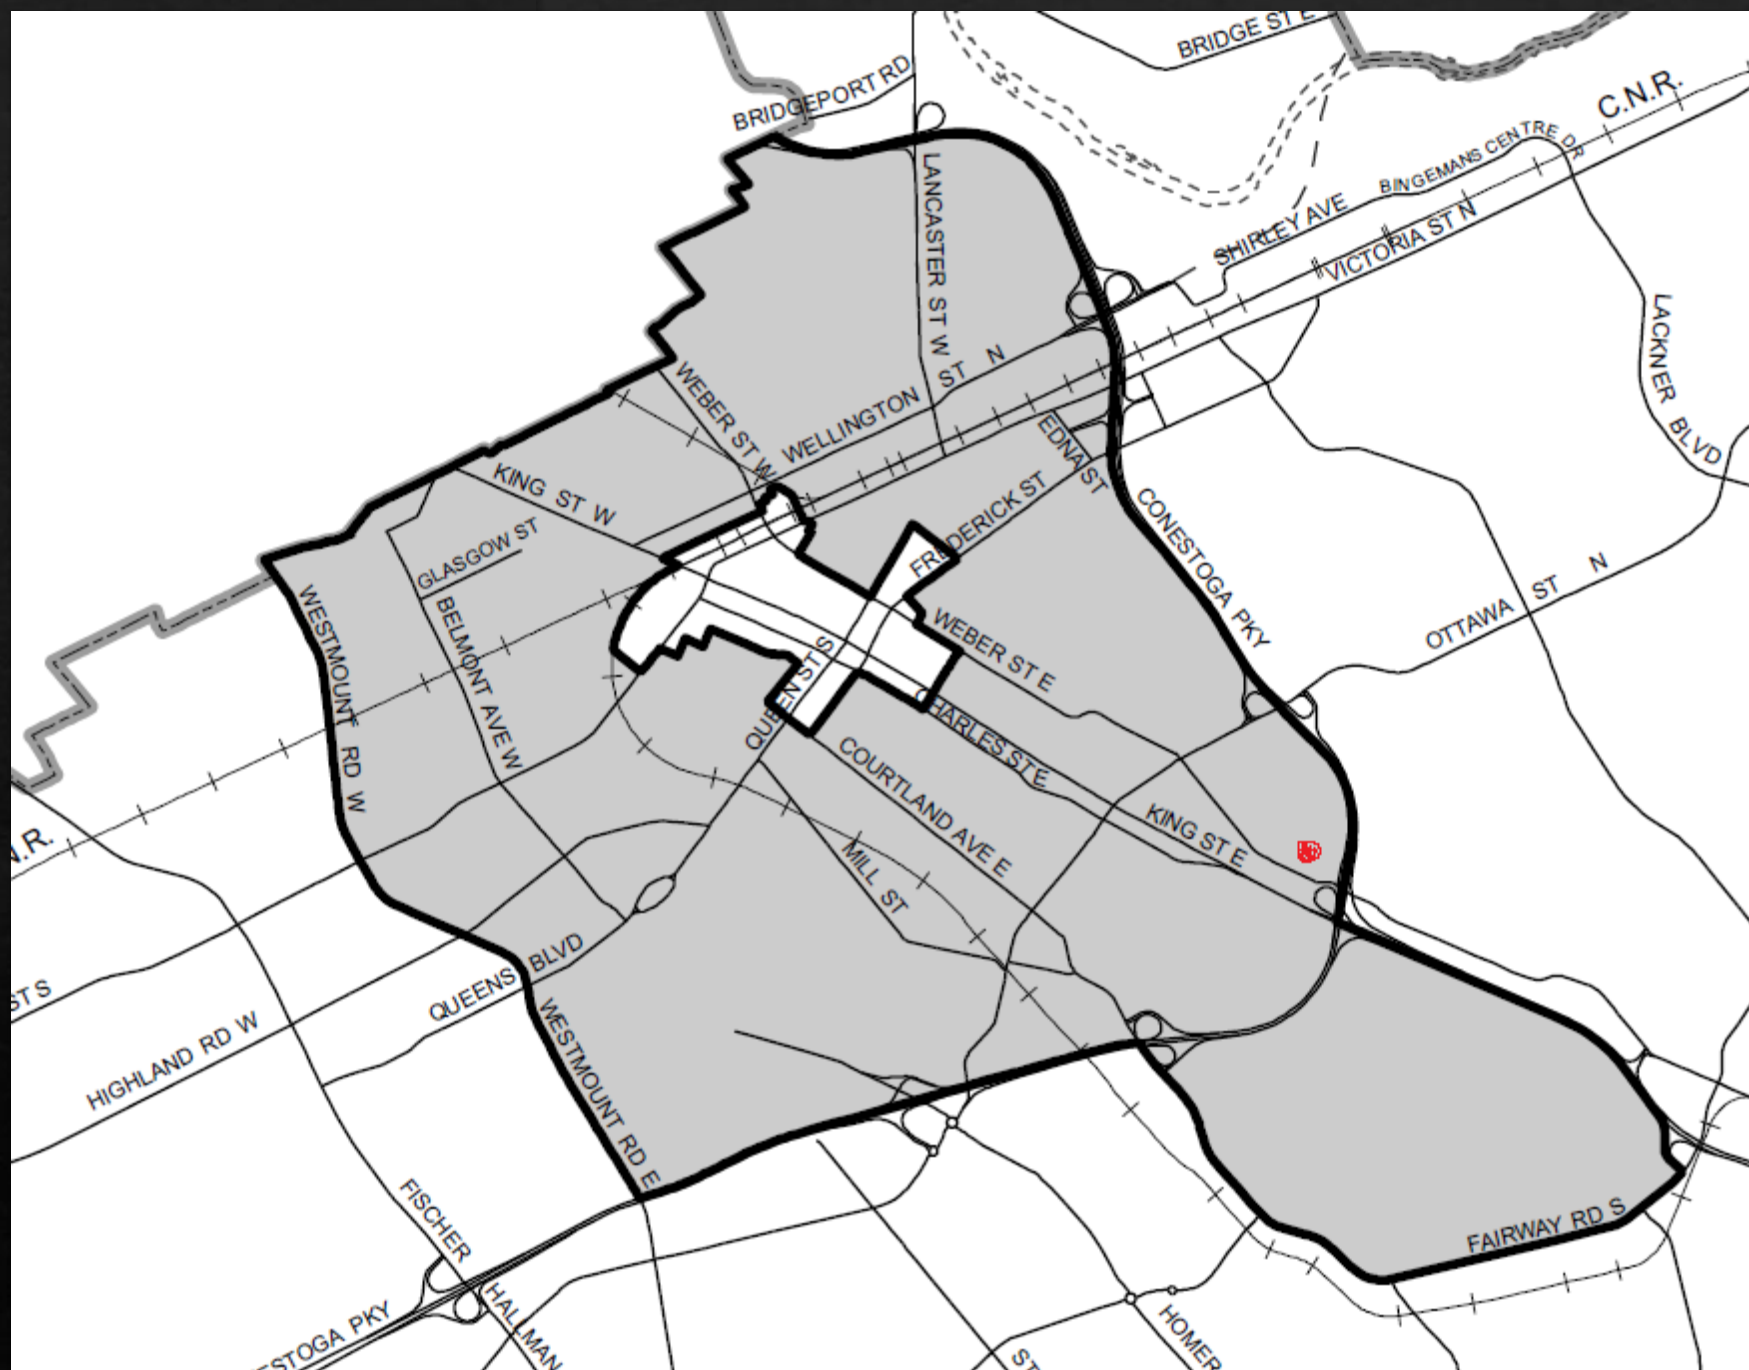 BRIDGE ST E
BRIDGEPORT RD
C.N.R.
BINGEMANS CENTRE DR
SHIRLEY AVE
VICTORIA ST N
LANCASTER ST W
LACKNER BLVD
WEBER ST W
WELLINGTON ST N
EDNA ST
KING ST W
FREDERICK ST
CONESTOGA PKY
GLASGOW ST
OTTAWA ST N
WESTMOUNT RD W
BELMONT AVE W
WEBER ST E
QUEEN ST S
CHARLES ST E
COURTLAND AVE E
KING ST E
N.R.
MILL ST
QUEENS BLVD
ST S
HIGHLAND RD W
WESTMOUNT RD E
FISCHER
HALLMAN
FAIRWAY RD S
ESTOGA PKY
HOMER
ST